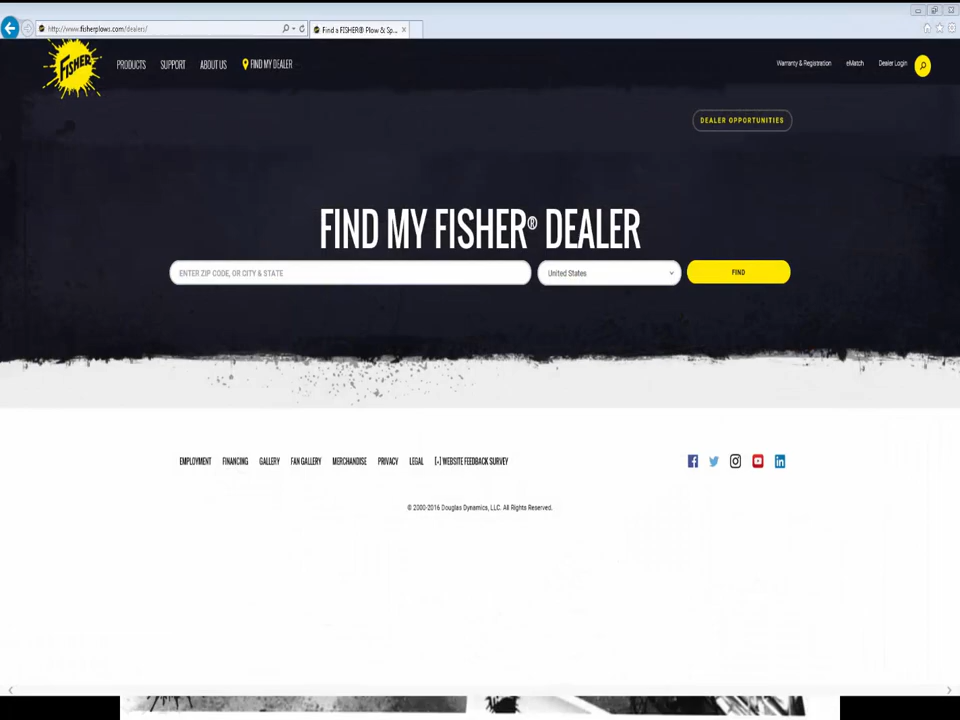 http://www.fisherplows.com/dealers/
Find a FISHER® Plow & Sp...
FISHER
PRODUCTS
SUPPORT
ABOUT US
FIND MY DEALER
Warranty & Registration
eMatch
Dealer Login
DEALER OPPORTUNITIES
FIND MY FISHER® DEALER
ENTER ZIP CODE, OR CITY & STATE
United States
FIND
EMPLOYMENT
FINANCING
GALLERY
FAN GALLERY
MERCHANDISE
PRIVACY
LEGAL
[+] WEBSITE FEEDBACK SURVEY
© 2000-2016 Douglas Dynamics, LLC. All Rights Reserved.